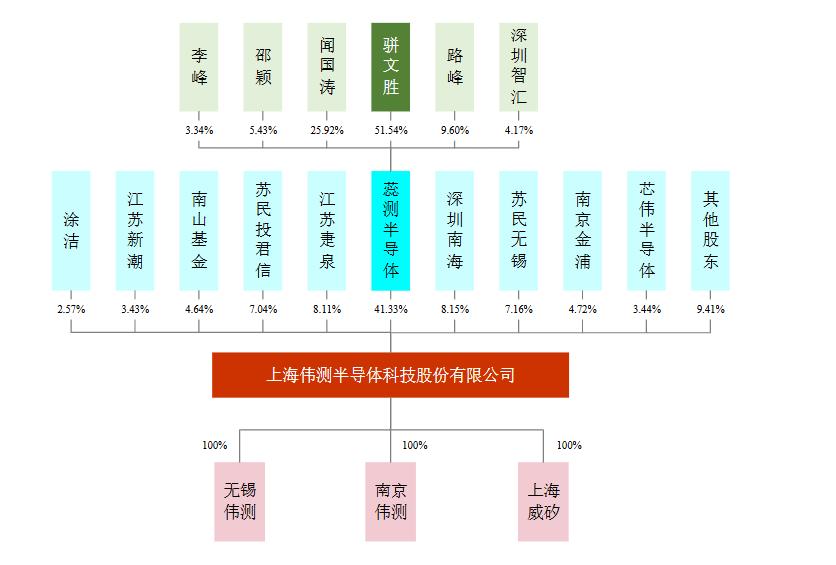 李峰
邵颖
闻国涛
骈文胜
路峰
深圳智汇
3.34%
5.43%
25.92%
51.54%
9.60%
4.17%
涂洁
江苏新潮
南山基金
苏民投君信
江苏疌泉
蕊测半导体
深圳南海
苏民无锡
南京金浦
芯伟半导体
其他股东
2.57%
3.43%
4.64%
7.04%
8.11%
41.33%
8.15%
7.16%
4.72%
3.44%
9.41%
上海伟测半导体科技股份有限公司
100%
100%
100%
无锡
伟测
南京
伟测
上海
威矽